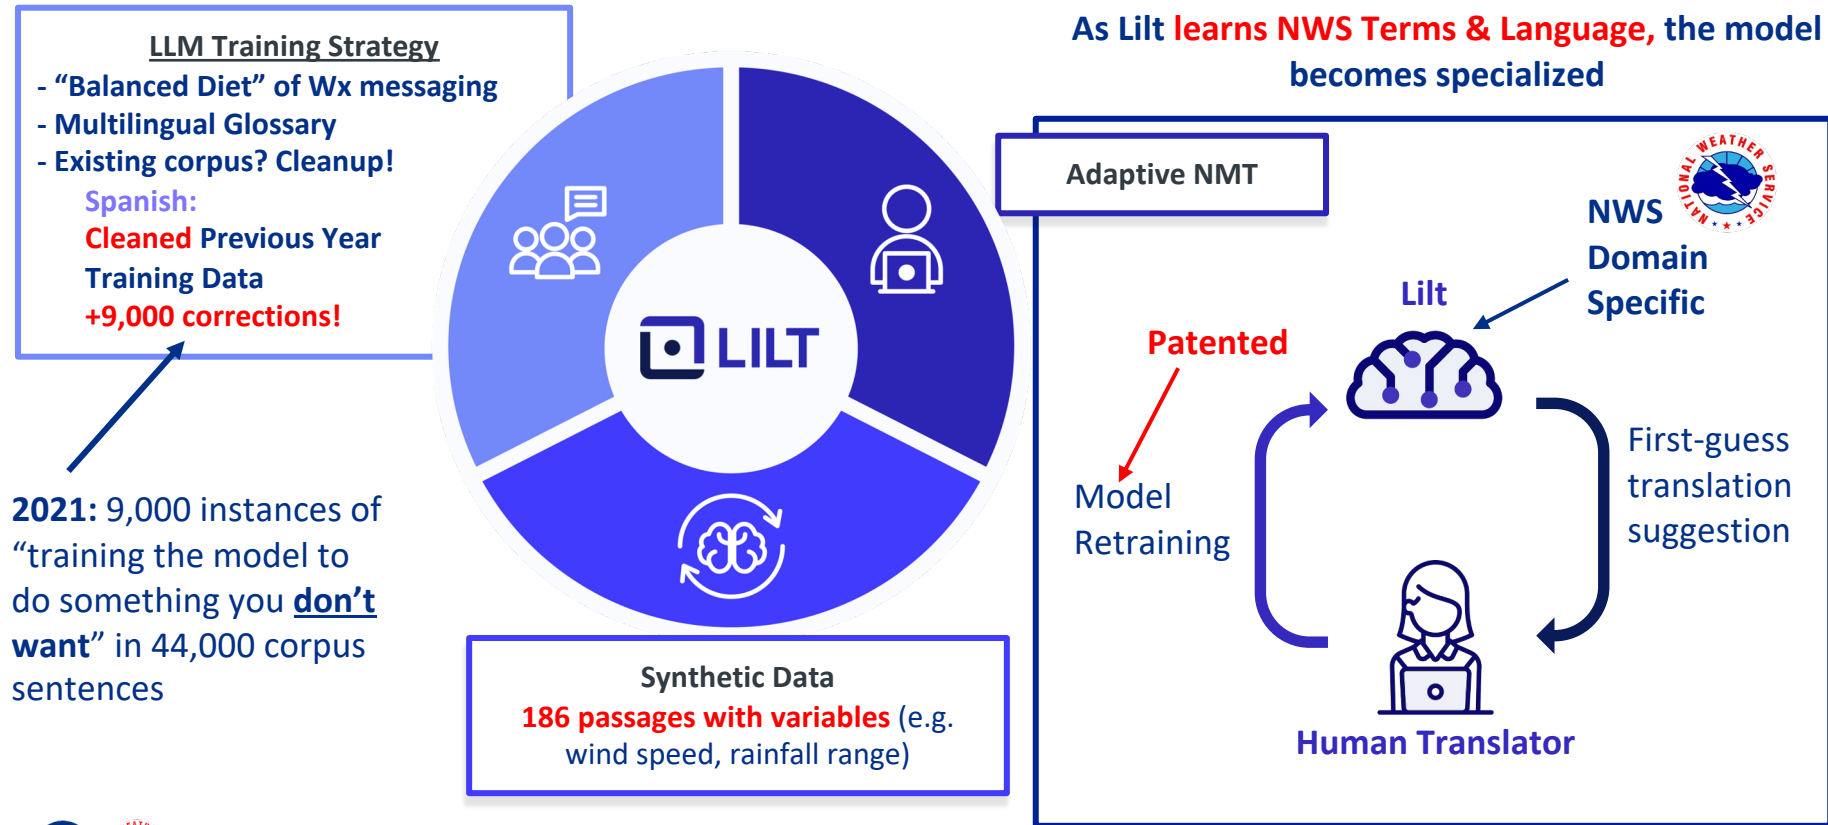 LLM Training Strategy
- “Balanced Diet” of Wx messaging
- Multilingual Glossary
- Existing corpus? Cleanup!
Spanish:
Cleaned Previous Year
Training Data
+9,000 corrections!
2021: 9,000 instances of
“training the model to
do something you don’t
want” in 44,000 corpus
sentences
LILT
Synthetic Data
186 passages with variables (e.g.
wind speed, rainfall range)
As Lilt learns NWS Terms & Language, the model
becomes specialized
Adaptive NMT
NATIONAL WEATHER SERVICE
NWS
Domain
Specific
Lilt
Patented
Model
Retraining
First-guess
translation
suggestion
Human Translator